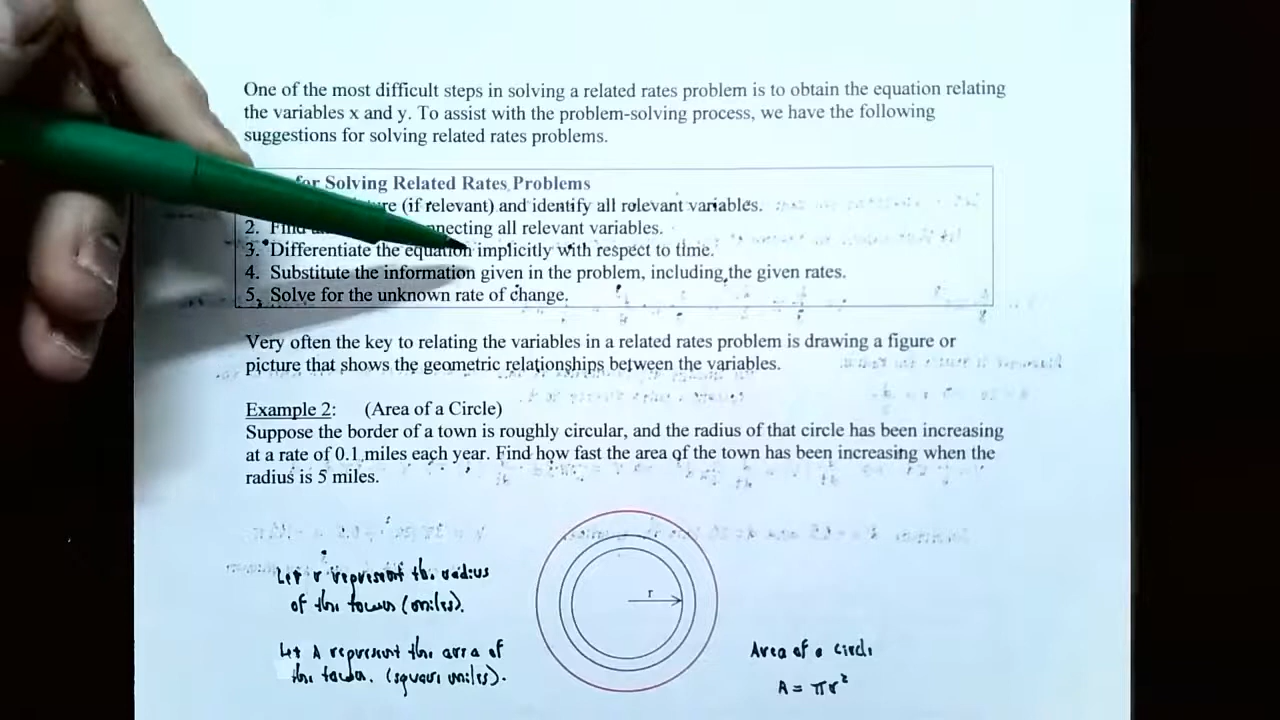 One of the most difficult steps in solving a related rates problem is to obtain the equation relating
the variables x and y. To assist with the problem-solving process, we have the following
suggestions for solving related rates problems.
for Solving Related Rates Problems
(if relevant) and identify all relevant variables.
2. Find connecting all relevant variables.
3. Differentiate the equation implicitly with respect to time.
4. Substitute the information given in the problem, including the given rates.
5. Solve for the unknown rate of change.
Very often the key to relating the variables in a related rates problem is drawing a figure or
picture that shows the geometric relationships between the variables.
Example 2: (Area of a Circle)
Suppose the border of a town is roughly circular, and the radius of that circle has been increasing
at a rate of 0.1 miles each year. Find how fast the area of the town has been increasing when the
radius is 5 miles.
Let r represent the radius
of the town (miles).
r
Let A represent the area of
the town. (square miles).
Area of a circle
A = πr²